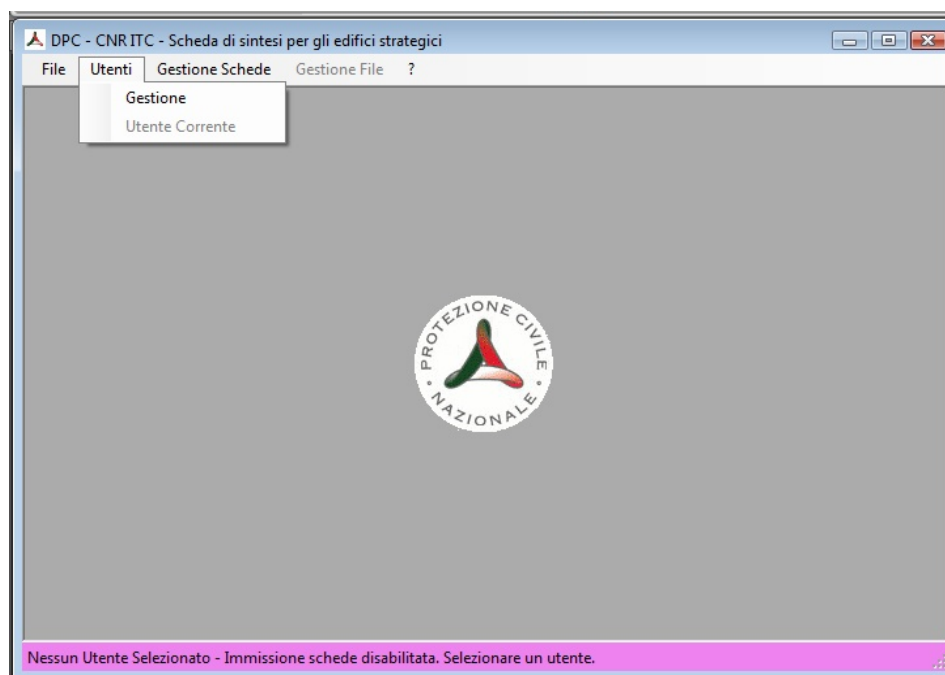 DPC - CNR ITC - Scheda di sintesi per gli edifici strategici
File Utenti Gestione Schede Gestione File ?
Gestione
Utente Corrente
PROTEZIONE CIVILE
NAZIONALE
Nessun Utente Selezionato - Immissione schede disabilitata. Selezionare un utente.